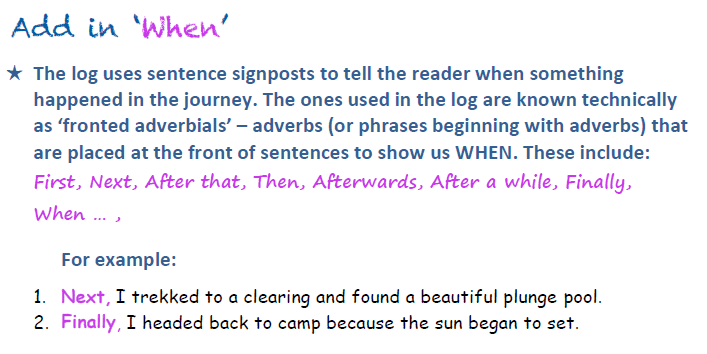 Add in ‘When’
★ The log uses sentence signposts to tell the reader when something
happened in the journey. The ones used in the log are known technically
as ‘fronted adverbials’ – adverbs (or phrases beginning with adverbs) that
are placed at the front of sentences to show us WHEN. These include:
First, Next, After that, Then, Afterwards, After a while, Finally,
When ... ,
For example:
1. Next, I trekked to a clearing and found a beautiful plunge pool.
2. Finally, I headed back to camp because the sun began to set.